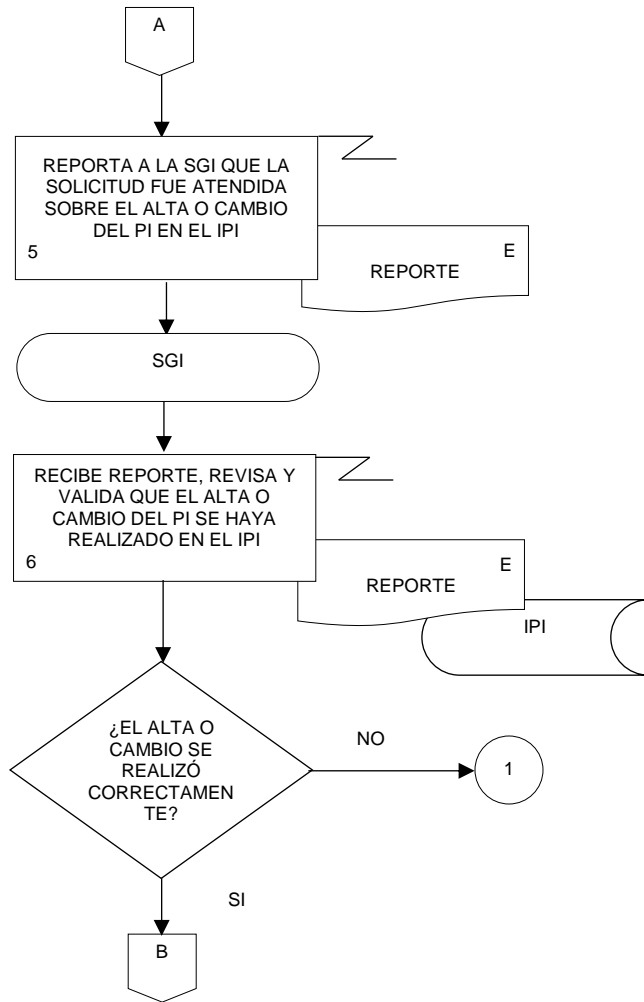 A
REPORTA A LA SGI QUE LA
SOLICITUD FUE ATENDIDA
SOBRE EL ALTA O CAMBIO
DEL PI EN EL IPI
5
E
REPORTE
SGI
RECIBE REPORTE, REVISA Y
VALIDA QUE EL ALTA O
CAMBIO DEL PI SE HAYA
REALIZADO EN EL IPI
6
E
REPORTE
IPI
¿EL ALTA O
CAMBIO SE
REALIZÓ
CORRECTAMEN
TE?
NO
1
SI
B